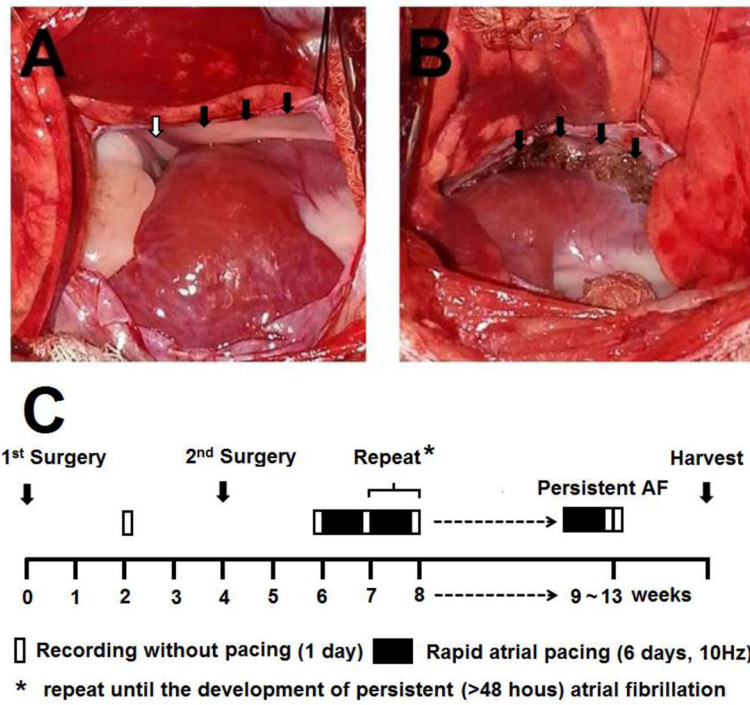 A
B
C
1st Surgery
2nd Surgery
Repeat*
Harvest
Persistent AF
0 1 2 3 4 5 6 7 8 9~13 weeks
Recording without pacing (1 day)
Rapid atrial pacing (6 days, 10Hz)
* repeat until the development of persistent (>48 hous) atrial fibrillation